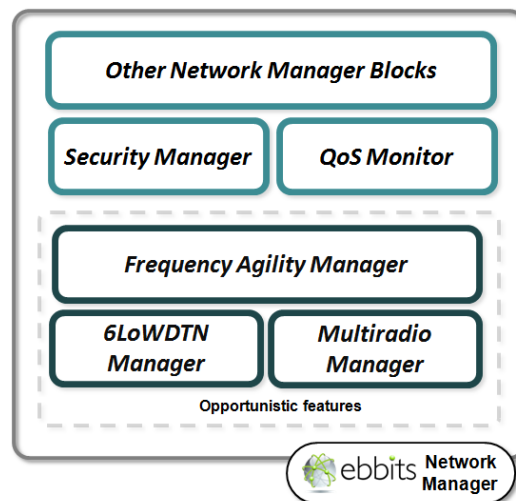 Other Network Manager Blocks
Security Manager
QoS Monitor
Frequency Agility Manager
6LoWDTN
Manager
Multiradio
Manager
Opportunistic features
ebbits Network
Manager